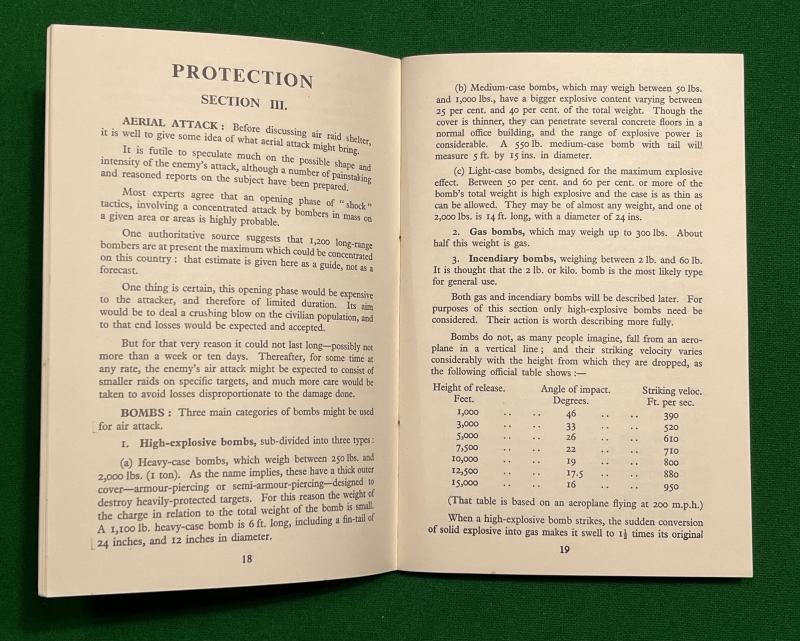 PROTECTION
SECTION III.
AERIAL ATTACK : Before discussing air raid shelter,
it is well to give some idea of what aerial attack might bring.
It is futile to speculate much on the possible shape and
intensity of the enemy's attack, although a number of painstaking
and reasoned reports on the subject have been prepared.
Most experts agree that an opening phase of "shock"
tactics, involving a concentrated attack by bombers in mass on
a given area or areas is highly probable.
One authoritative source suggests that 1,200 long-range
bombers are at present the maximum which could be concentrated
on this country : that estimate is given here as a guide, not as a
forecast.
One thing is certain, this opening phase would be expensive
to the attacker, and therefore of limited duration. Its aim
would be to deal a crushing blow on the civilian population, and
to that end losses would be expected and accepted.
But for that very reason it could not last long—possibly not
more than a week or ten days. Thereafter, for some time at
any rate, the enemy's air attack might be expected to consist of
smaller raids on specific targets, and much more care would be
taken to avoid losses disproportionate to the damage done.
BOMBS : Three main categories of bombs might be used
for air attack.
1. High-explosive bombs, sub-divided into three types :
(a) Heavy-case bombs, which weigh between 250 lbs. and
2,000 lbs. (1 ton). As the name implies, these have a thick outer
cover—armour-piercing or semi-armour-piercing—designed to
destroy heavily-protected targets. For this reason the weight of
the charge in relation to the total weight of the bomb is small.
A 1,100 lb. heavy-case bomb is 6 ft. long, including a fin-tail of
24 inches, and 12 inches in diameter.
18
(b) Medium-case bombs, which may weigh between 50 lbs.
and 1,000 lbs., have a bigger explosive content varying between
25 per cent. and 40 per cent. of the total weight. Though the
cover is thinner, they can penetrate several concrete floors in a
normal office building, and the range of explosive power is
considerable. A 550 lb. medium-case bomb with tail will
measure 5 ft. by 15 ins. in diameter.
(c) Light-case bombs, designed for the maximum explosive
effect. Between 50 per cent. and 60 per cent. or more of the
bomb's total weight is high explosive and the case is as thin as
can be allowed. They may be of almost any weight, and one of
2,000 lbs. is 14 ft. long, with a diameter of 24 ins.
2. Gas bombs, which may weigh up to 300 lbs. About
half this weight is gas.
3. Incendiary bombs, weighing between 2 lb. and 60 lb.
It is thought that the 2 lb. or kilo. bomb is the most likely type
for general use.
Both gas and incendiary bombs will be described later. For
purposes of this section only high-explosive bombs need be
considered. Their action is worth describing more fully.
Bombs do not, as many people imagine, fall from an aero-
plane in a vertical line ; and their striking velocity varies
considerably with the height from which they are dropped, as
the following official table shows :—
Height of release. Angle of impact. Striking veloc.
Feet. Degrees. Ft. per sec.
1,000 .. .. 46 .. .. 390
3,000 .. .. 33 .. .. 520
5,000 .. .. 26 .. .. 610
7,500 .. .. 22 .. .. 710
10,000 .. .. 19 .. .. 800
12,500 .. .. 17.5 .. .. 880
15,000 .. .. 16 .. .. 950
(That table is based on an aeroplane flying at 200 m.p.h.)
When a high-explosive bomb strikes, the sudden conversion
of solid explosive into gas makes it swell to 1½ times its original
19